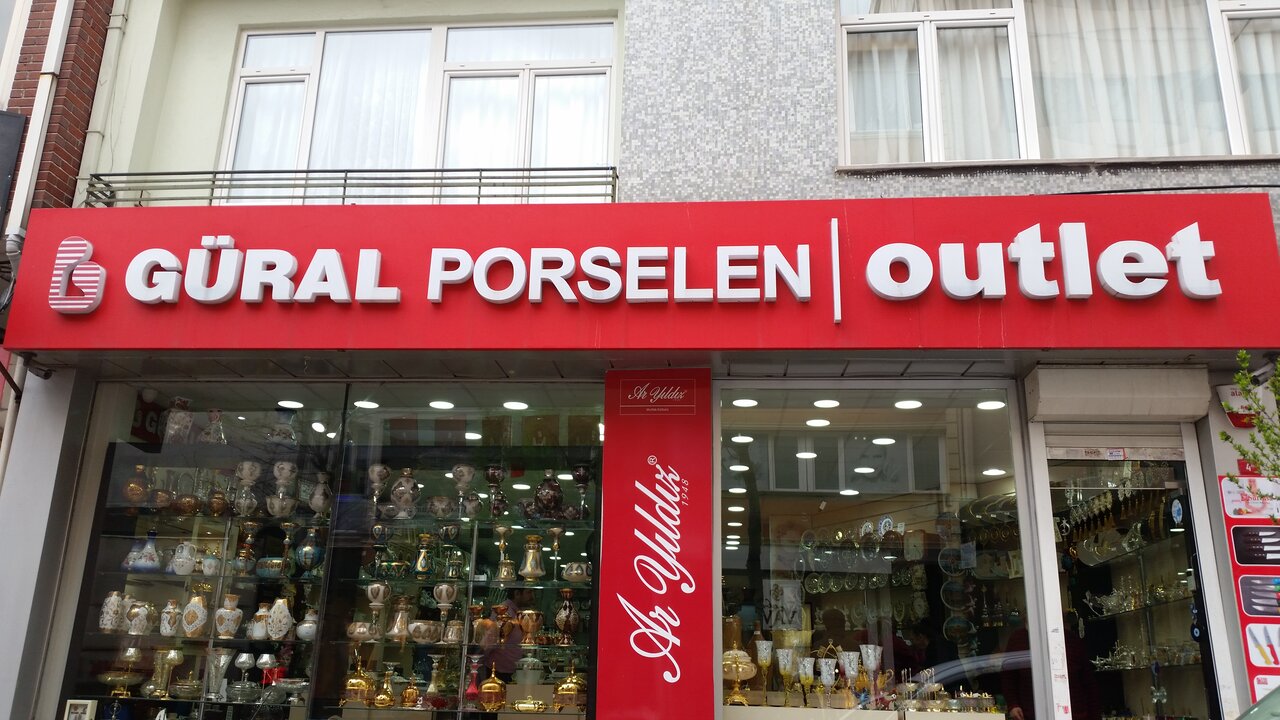 GÜRAL PORSELEN | outlet
Ar Yıldız
Ar Yıldız® 1948